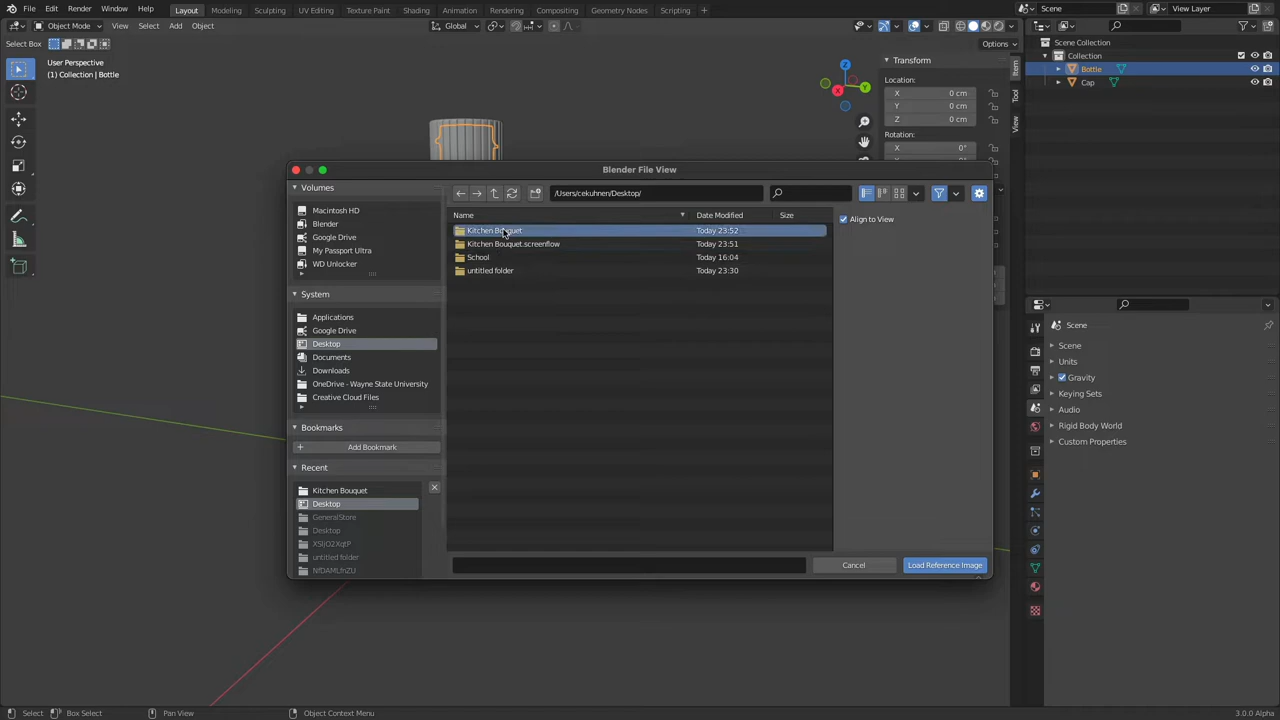 File Edit Render Window Help Layout Modeling Sculpting UV Editing Texture Paint Shading Animation Rendering Compositing Geometry Nodes Scripting + Scene View Layer
Object Mode View Select Add Object Global
Select Box Options
User Perspective
(1) Collection | Bottle
X Y Z
Transform
Location:
X 0 cm
Y 0 cm
Z 0 cm
Rotation:
X 0°
Item
Tool
View
Scene Collection
Collection
Bottle
Cap
Blender File View
Volumes
Macintosh HD
Blender
Google Drive
My Passport Ultra
WD Unlocker
System
Applications
Google Drive
Desktop
Documents
Downloads
OneDrive - Wayne State University
Creative Cloud Files
Bookmarks
+ Add Bookmark
Recent
Kitchen Bouquet
Desktop
GeneralStore
Desktop
XSljO2XqtP
untitled folder
NfDAMLfnZU
/Users/cekuhnen/Desktop/
Name Date Modified Size
Kitchen Bouquet Today 23:52
Kitchen Bouquet.screenflow Today 23:51
School Today 16:04
untitled folder Today 23:30
Align to View
Cancel Load Reference Image
Scene
Scene
Units
Gravity
Keying Sets
Audio
Rigid Body World
Custom Properties
Select Box Select Pan View Object Context Menu 3.0.0 Alpha